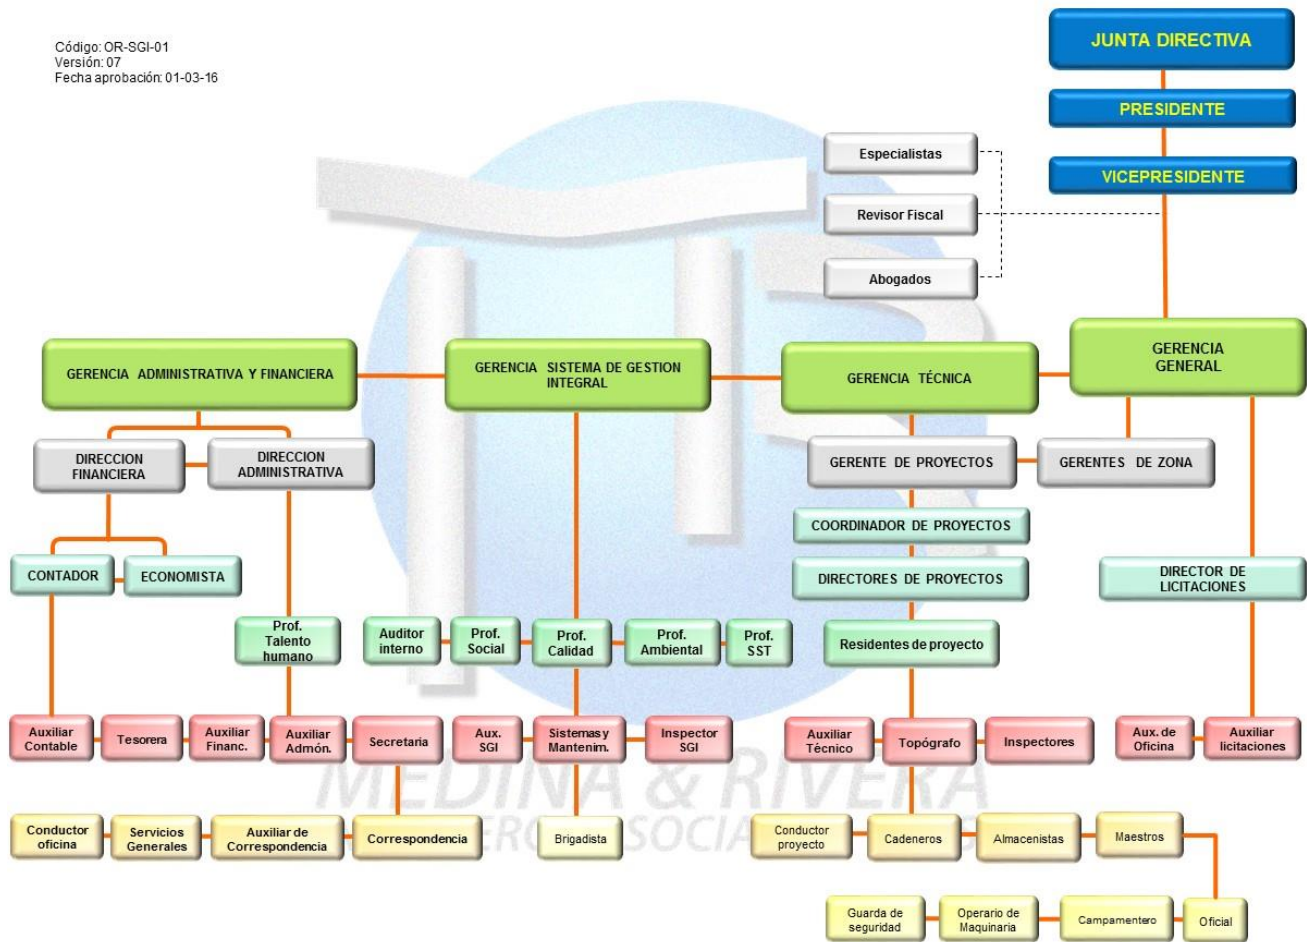 Código: OR-SGI-01
Versión: 07
Fecha aprobación: 01-03-16
JUNTA DIRECTIVA
PRESIDENTE
VICEPRESIDENTE
Especialistas
Revisor Fiscal
Abogados
GERENCIA ADMINISTRATIVA Y FINANCIERA
GERENCIA SISTEMA DE GESTION
INTEGRAL
GERENCIA TÉCNICA
GERENCIA
GENERAL
DIRECCION
FINANCIERA
DIRECCION
ADMINISTRATIVA
GERENTE DE PROYECTOS
GERENTES DE ZONA
COORDINADOR DE PROYECTOS
CONTADOR
ECONOMISTA
DIRECTORES DE PROYECTOS
DIRECTOR DE
LICITACIONES
Prof.
Talento
humano
Auditor
interno
Prof.
Social
Prof.
Calidad
Prof.
Ambiental
Prof.
SST
Residentes de proyecto
Auxiliar
Contable
Tesorera
Auxiliar
Financ.
Auxiliar
Admón.
Secretaria
Aux.
SGI
Sistemas y
Mantenim.
Inspector
SGI
Auxiliar
Técnico
Topógrafo
Inspectores
Aux. de
Oficina
Auxiliar
licitaciones
MEDINA & RIVERA
Conductor
oficina
Servicios
Generales
Auxiliar de
Correspondencia
Correspondencia
Brigadista
Conductor
proyecto
Cadeneros
Almacenistas
Maestros
Guarda de
seguridad
Operario de
Maquinaria
Campamentero
Oficial